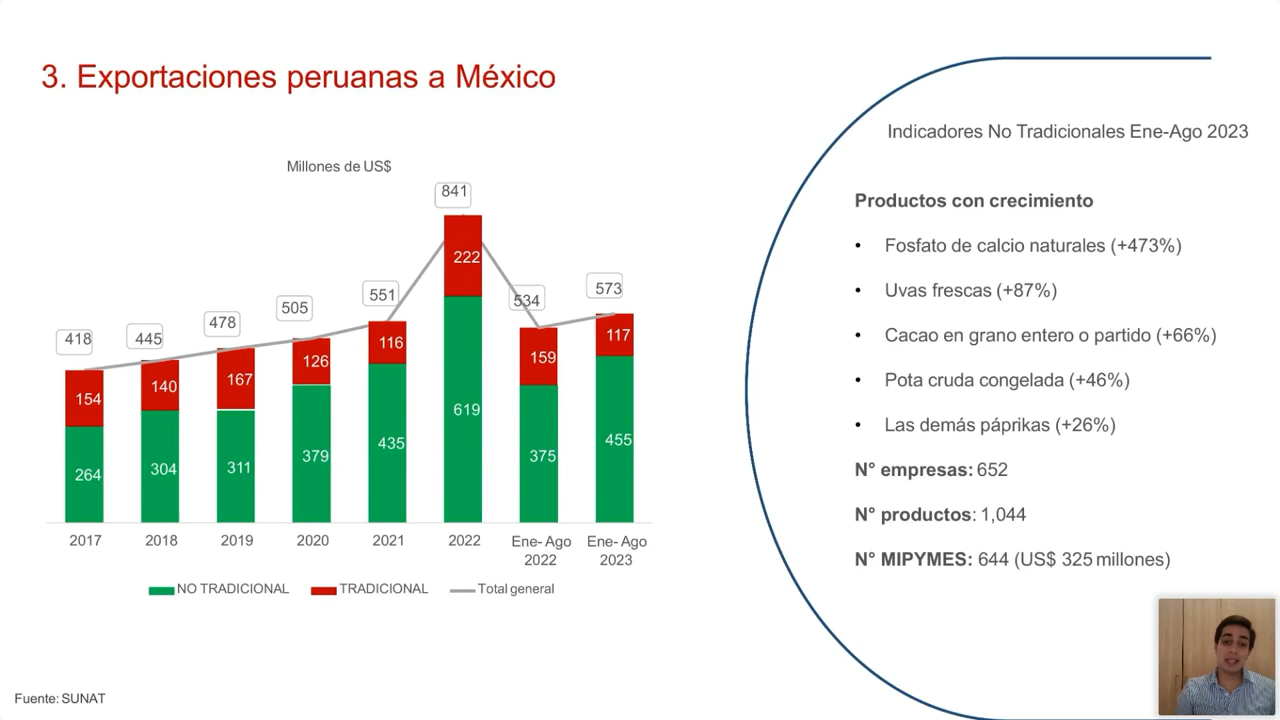 3. Exportaciones peruanas a México
Indicadores No Tradicionales Ene-Ago 2023
Millones de US$
841
222
619
573
117
455
534
159
375
551
116
435
505
126
379
478
167
311
445
140
304
418
154
264
2017
2018
2019
2020
2021
2022
Ene- Ago
2022
Ene- Ago
2023
NO TRADICIONAL
TRADICIONAL
Total general
Productos con crecimiento
• Fosfato de calcio naturales (+473%)
• Uvas frescas (+87%)
• Cacao en grano entero o partido (+66%)
• Pota cruda congelada (+46%)
• Las demás páprikas (+26%)
N° empresas: 652
N° productos: 1,044
N° MIPYMES: 644 (US$ 325 millones)
Fuente: SUNAT